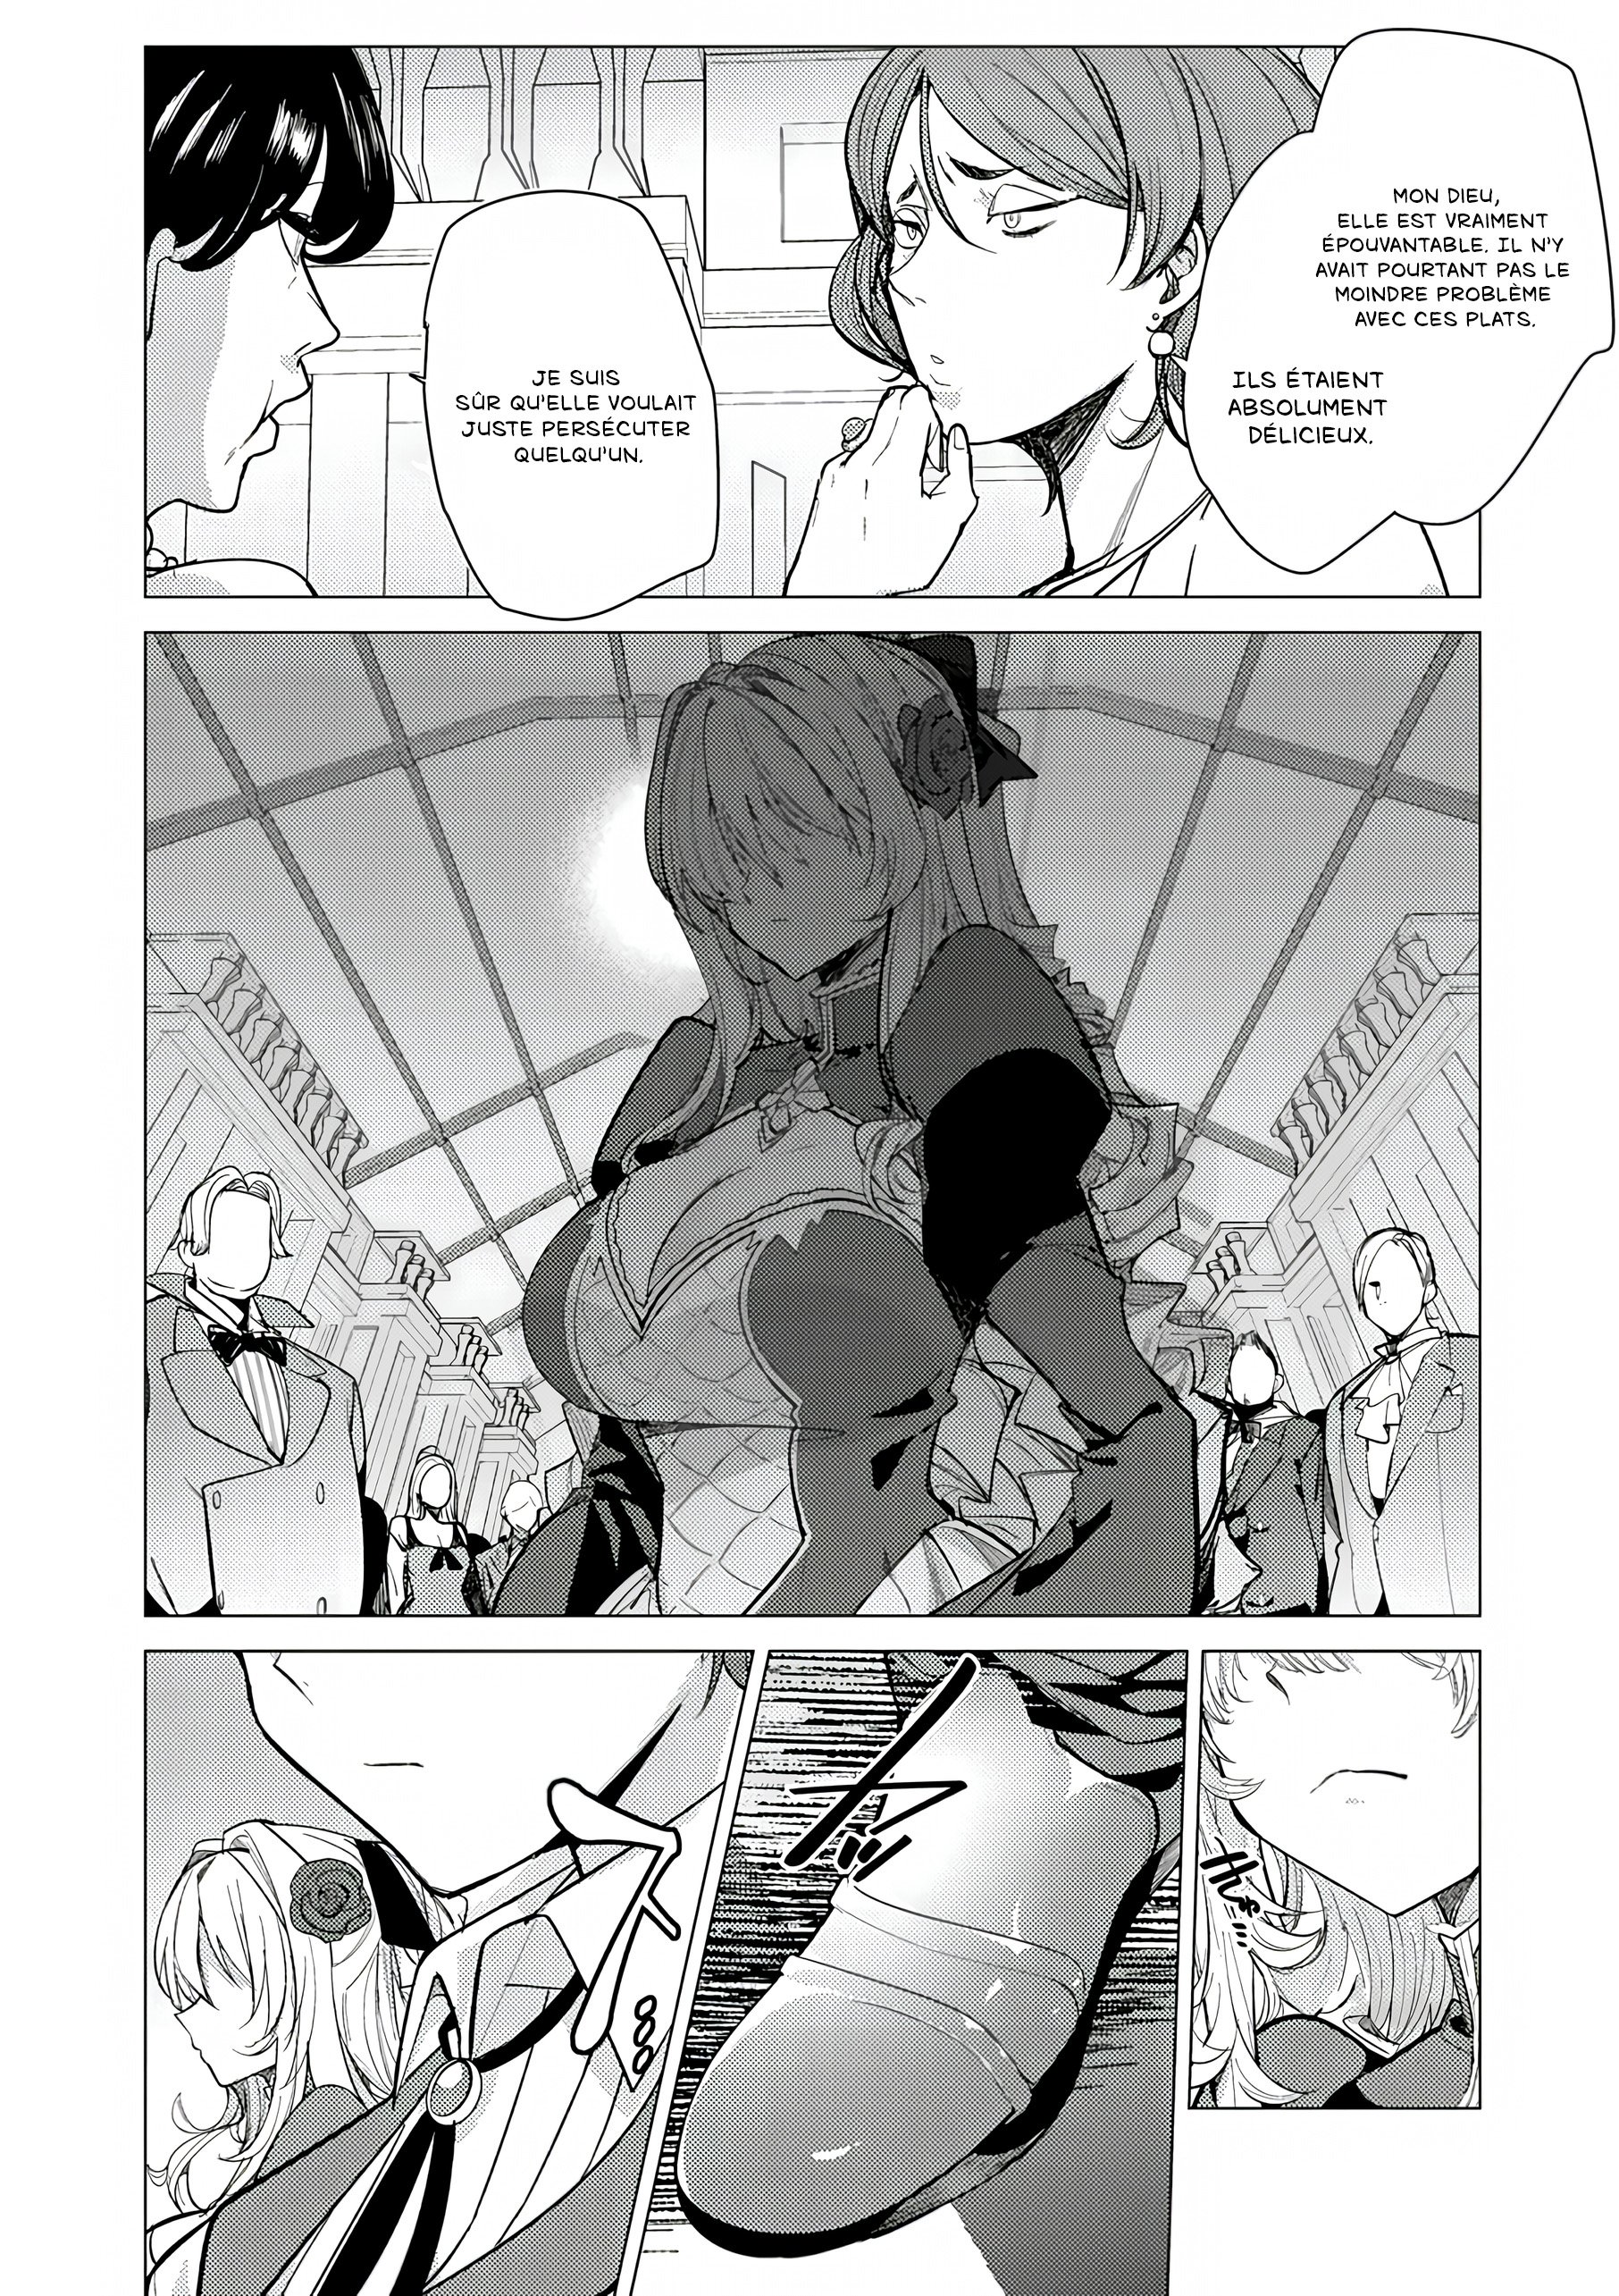 MON DIEU,
ELLE EST VRAIMENT
ÉPOUVANTABLE. IL N'Y
AVAIT POURTANT PAS LE
MOINDRE PROBLÈME
AVEC CES PLATS.
ILS ÉTAIENT
ABSOLUMENT
DÉLICIEUX.
JE SUIS
SÛR QU'ELLE VOULAIT
JUSTE PERSÉCUTER
QUELQU'UN.